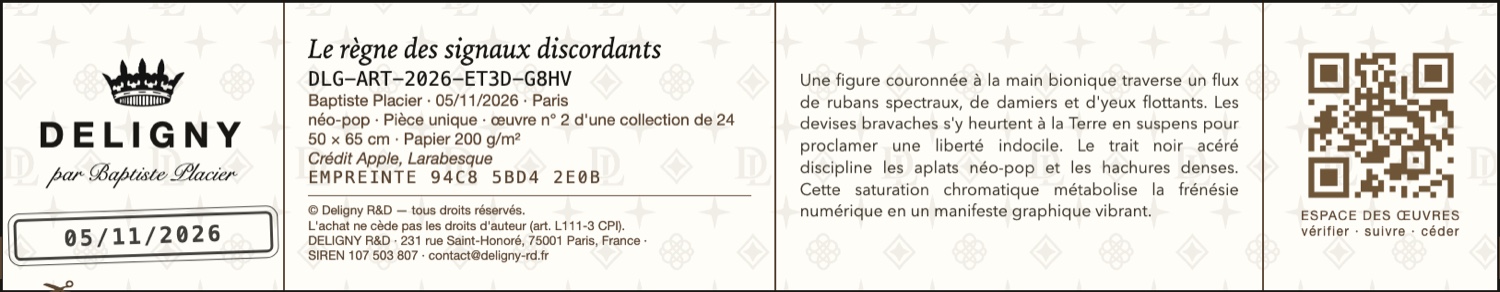 DELIGNY
par Baptiste Placier
05/11/2026
Le règne des signaux discordants
DLG–ART–2026–ET3D–G8HV
Baptiste Placier · 05/11/2026 · Paris
néo-pop · Pièce unique · œuvre n° 2 d'une collection de 24
50 × 65 cm · Papier 200 g/m²
Crédit Apple, Larabesque
EMPREINTE 94C8 5BD4 2E0B
© Deligny R&D — tous droits réservés.
L'achat ne cède pas les droits d'auteur (art. L111-3 CPI).
DELIGNY R&D · 231 rue Saint-Honoré, 75001 Paris, France ·
SIREN 107 503 807 · contact@deligny-rd.fr
Une figure couronnée à la main bionique traverse un flux
de rubans spectraux, de damiers et d'yeux flottants. Les
devises bravaches s'y heurtent à la Terre en suspens pour
proclamer une liberté indocile. Le trait noir acéré
discipline les aplats néo-pop et les hachures denses.
Cette saturation chromatique métabolise la frénésie
numérique en un manifeste graphique vibrant.
ESPACE DES ŒUVRES
vérifier · suivre · céder